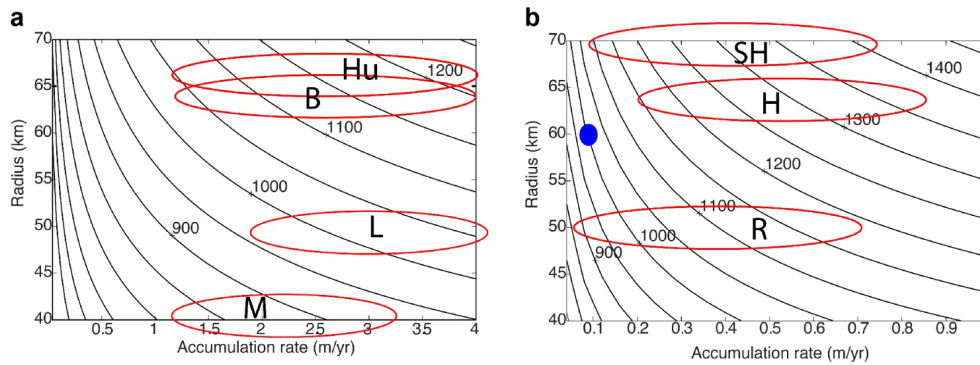 a
70
65
60
55
50
45
40
Radius (km)
Hu
B
L
M
1200
1100
1000
900
0.5 1 1.5 2 2.5 3 3.5 4
Accumulation rate (m/yr)
b
70
65
60
55
50
45
40
Radius (km)
SH
H
R
1400
1300
1200
1100
1000
900
0.1 0.2 0.3 0.4 0.5 0.6 0.7 0.8 0.9
Accumulation rate (m/yr)